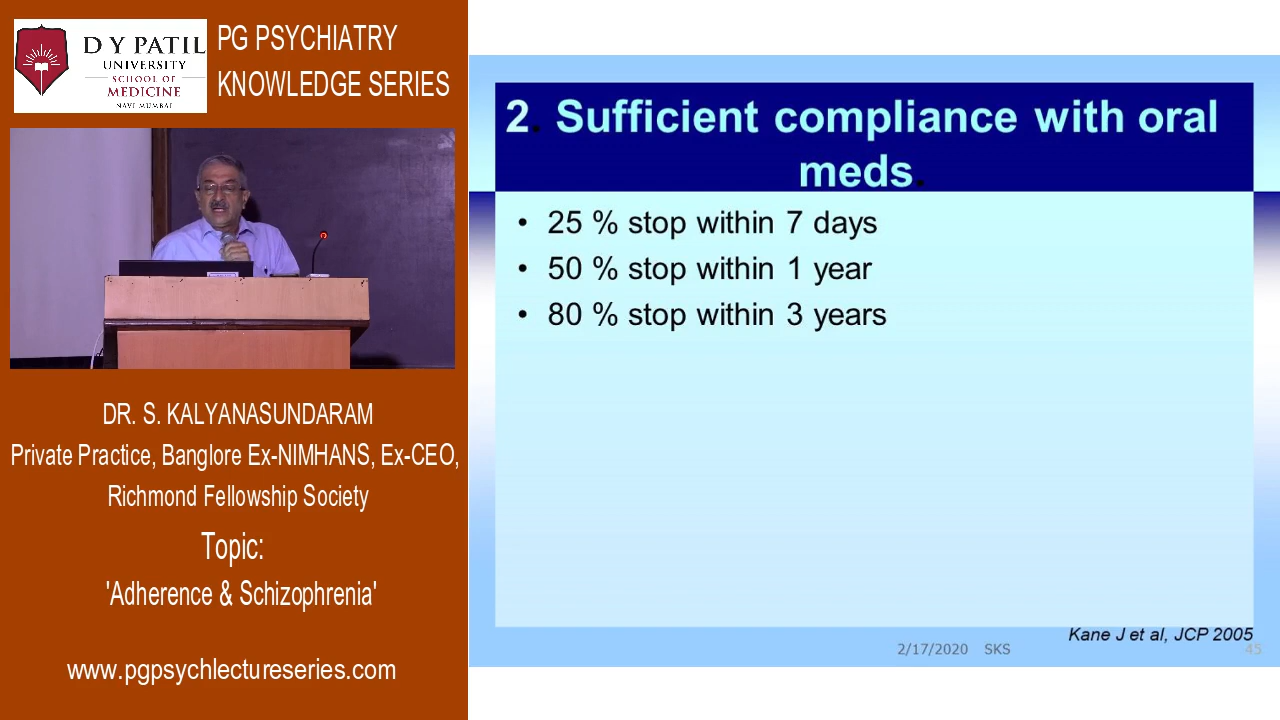 D Y PATIL
UNIVERSITY
SCHOOL OF
MEDICINE
NAVI MUMBAI
PG PSYCHIATRY
KNOWLEDGE SERIES
DR. S. KALYANASUNDARAM
Private Practice, Banglore Ex-NIMHANS, Ex-CEO,
Richmond Fellowship Society
Topic:
'Adherence & Schizophrenia'
www.pgpsychlectureseries.com
2. Sufficient compliance with oral
meds.
• 25 % stop within 7 days
• 50 % stop within 1 year
• 80 % stop within 3 years
Kane J et al, JCP 2005
2/17/2020 SKS
45